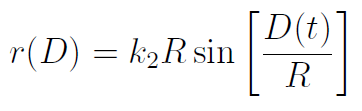 r(D) = k₂R sin [D(t)/R]